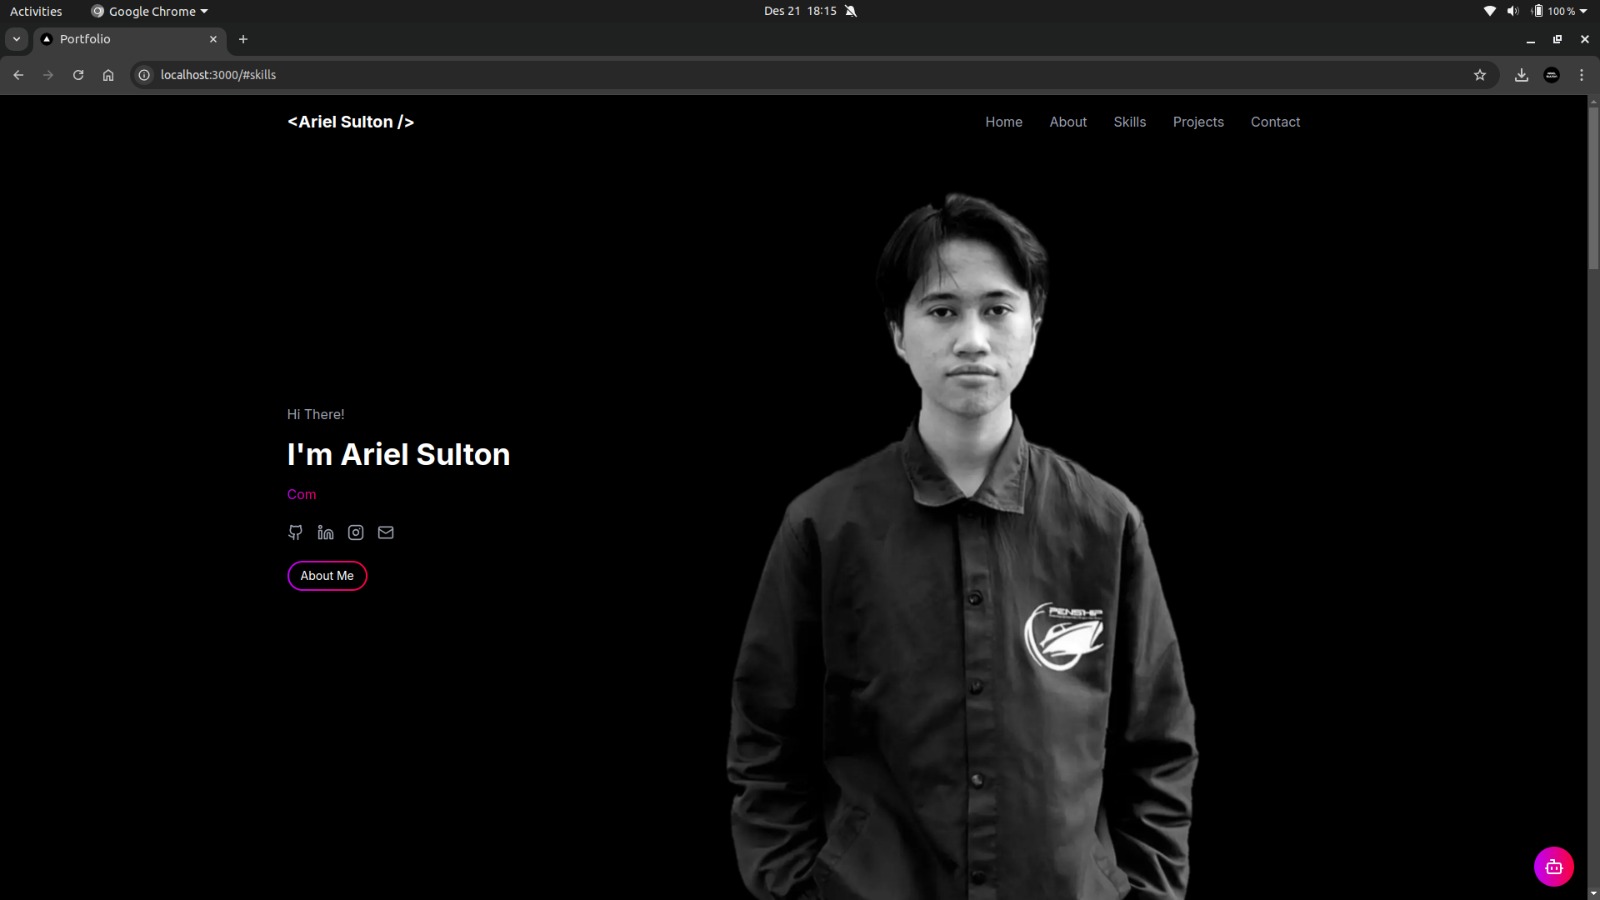 Activities
Google Chrome
Des 21 18:15
100 %
Portfolio
localhost:3000/#skills
<Ariel Sulton />
Home
About
Skills
Projects
Contact
Hi There!
I'm Ariel Sulton
Com
About Me
PENSHIP